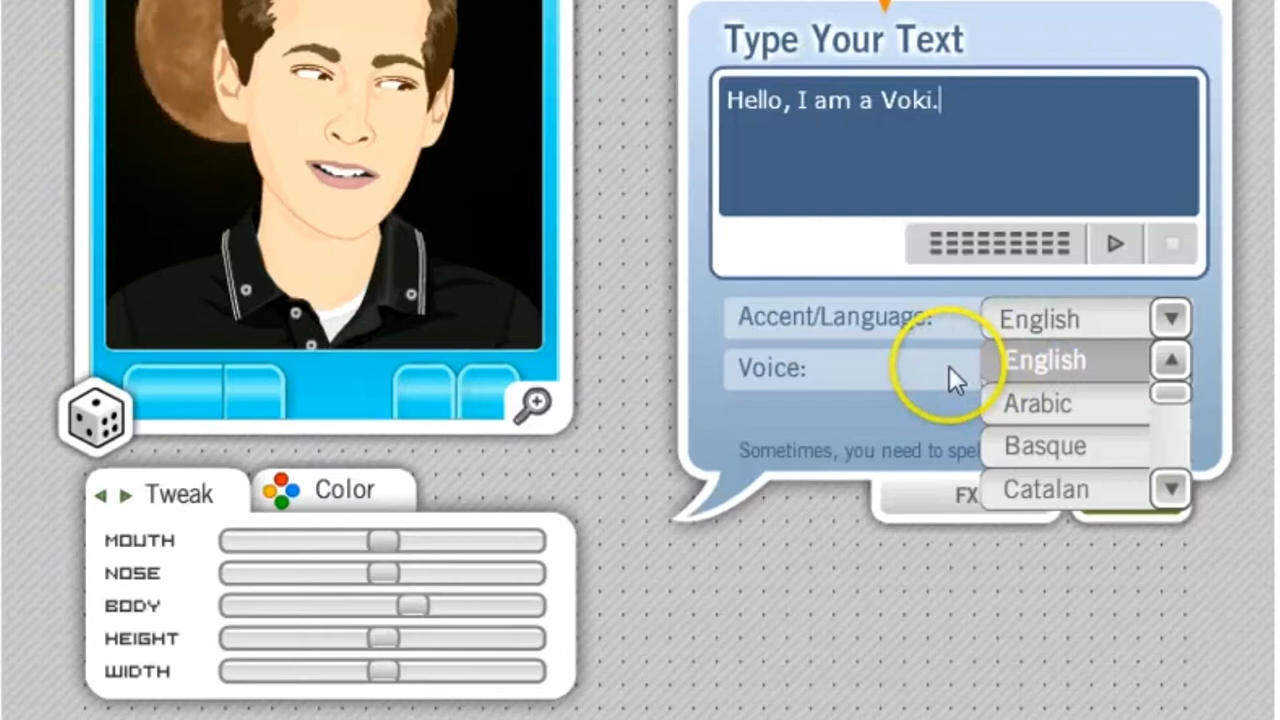 Type Your Text
Hello, I am a Voki.
Accent/Language: English
English
Voice:
Arabic
Basque
Sometimes, you need to spel
Catalan
FX
Tweak
Color
MOUTH
NOSE
BODY
HEIGHT
WIDTH